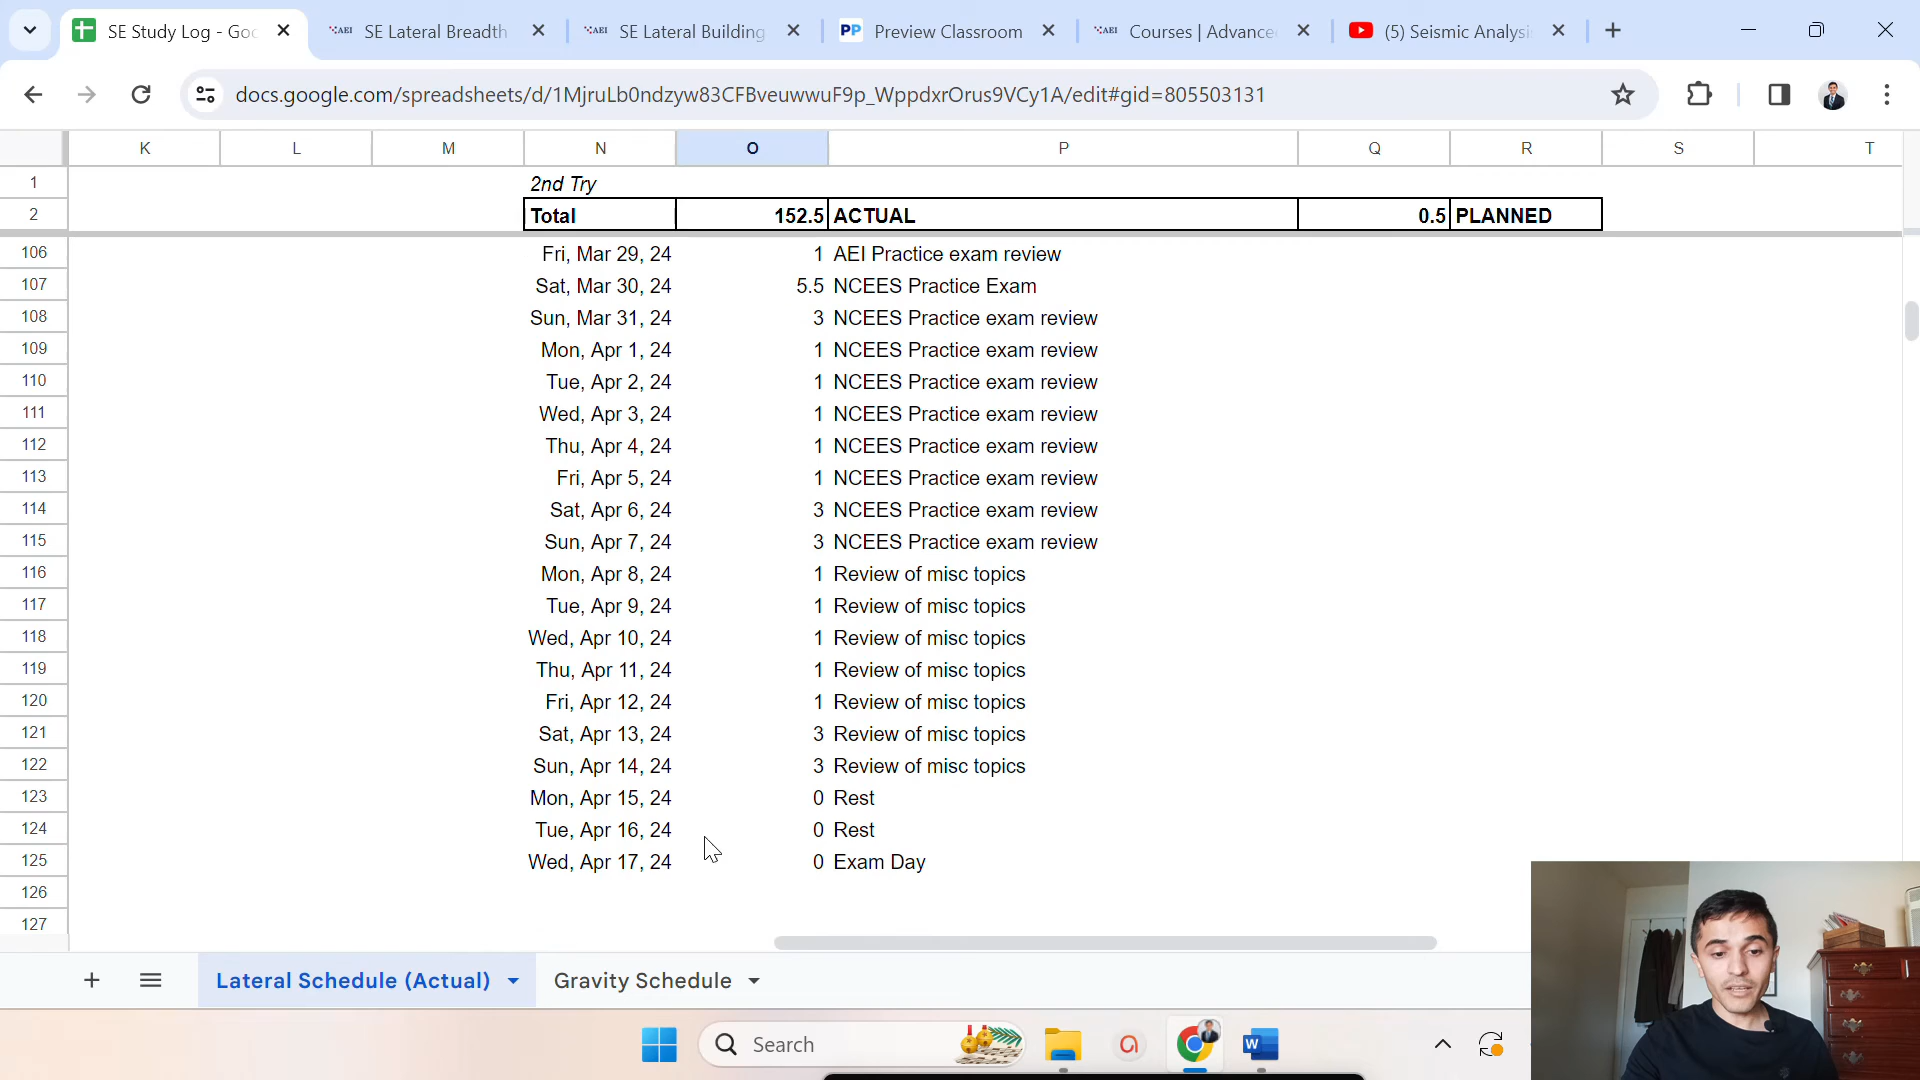 SE Study Log - Goo
SE Lateral Breadth
SE Lateral Building
PP Preview Classroom
Courses | Advance
(5) Seismic Analysis
docs.google.com/spreadsheets/d/1MjruLb0ndzyw83CFBveuwwuF9p_WppdxrOrus9VCy1A/edit#gid=805503131
K L M N O P Q R S T
1 2nd Try
2 Total 152.5 ACTUAL 0.5 PLANNED
106 Fri, Mar 29, 24 1 AEI Practice exam review
107 Sat, Mar 30, 24 5.5 NCEES Practice Exam
108 Sun, Mar 31, 24 3 NCEES Practice exam review
109 Mon, Apr 1, 24 1 NCEES Practice exam review
110 Tue, Apr 2, 24 1 NCEES Practice exam review
111 Wed, Apr 3, 24 1 NCEES Practice exam review
112 Thu, Apr 4, 24 1 NCEES Practice exam review
113 Fri, Apr 5, 24 1 NCEES Practice exam review
114 Sat, Apr 6, 24 3 NCEES Practice exam review
115 Sun, Apr 7, 24 3 NCEES Practice exam review
116 Mon, Apr 8, 24 1 Review of misc topics
117 Tue, Apr 9, 24 1 Review of misc topics
118 Wed, Apr 10, 24 1 Review of misc topics
119 Thu, Apr 11, 24 1 Review of misc topics
120 Fri, Apr 12, 24 1 Review of misc topics
121 Sat, Apr 13, 24 3 Review of misc topics
122 Sun, Apr 14, 24 3 Review of misc topics
123 Mon, Apr 15, 24 0 Rest
124 Tue, Apr 16, 24 0 Rest
125 Wed, Apr 17, 24 0 Exam Day
126
127
Lateral Schedule (Actual)
Gravity Schedule
Search